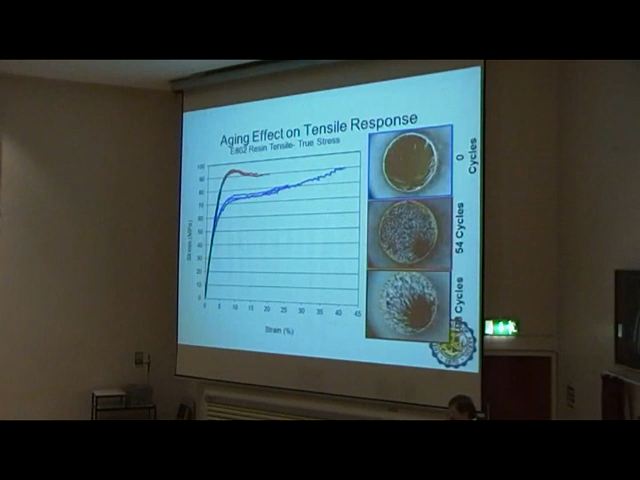 Aging Effect on Tensile Response
E862 Resin Tensile- True Stress
100
90
80
70
60
50
40
30
20
10
0
Stress (MPa)
0 5 10 15 20 25 30 35 40 45
Strain (%)
0
Cycles
54 Cycles
Cycles